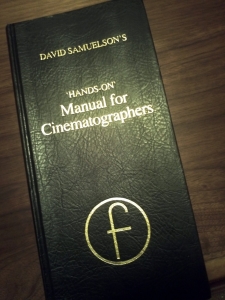 DAVID SAMUELSON'S
'HANDS-ON'
Manual for
Cinematographers
f